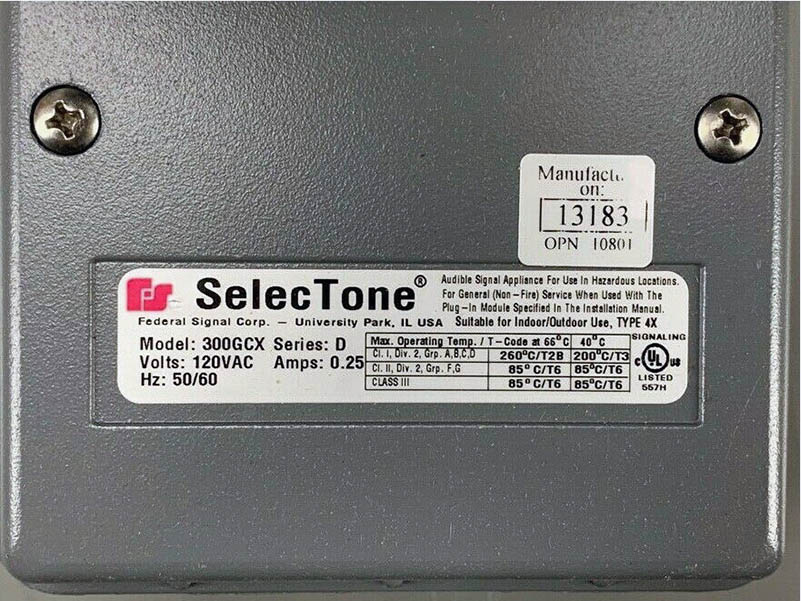 Manufactu
on:
13183
OPN 10801
FS SelecTone®
Audible Signal Appliance For Use In Hazardous Locations.
For General (Non-Fire) Service When Used With The
Plug-In Module Specified In The Installation Manual.
Federal Signal Corp. – University Park, IL USA Suitable for Indoor/Outdoor Use, TYPE 4X
Model: 300GCX Series: D
Volts: 120VAC Amps: 0.25
Hz: 50/60
Max. Operating Temp. / T-Code at 66°C 40°C
Cl. I, Div. 2, Grp. A,B,C,D 260°C/T2B 200°C/T3
Cl. II, Div. 2, Grp. F,G 85°C/T6 85°C/T6
CLASS III 85°C/T6 85°C/T6
SIGNALING
c UL us
LISTED
557H